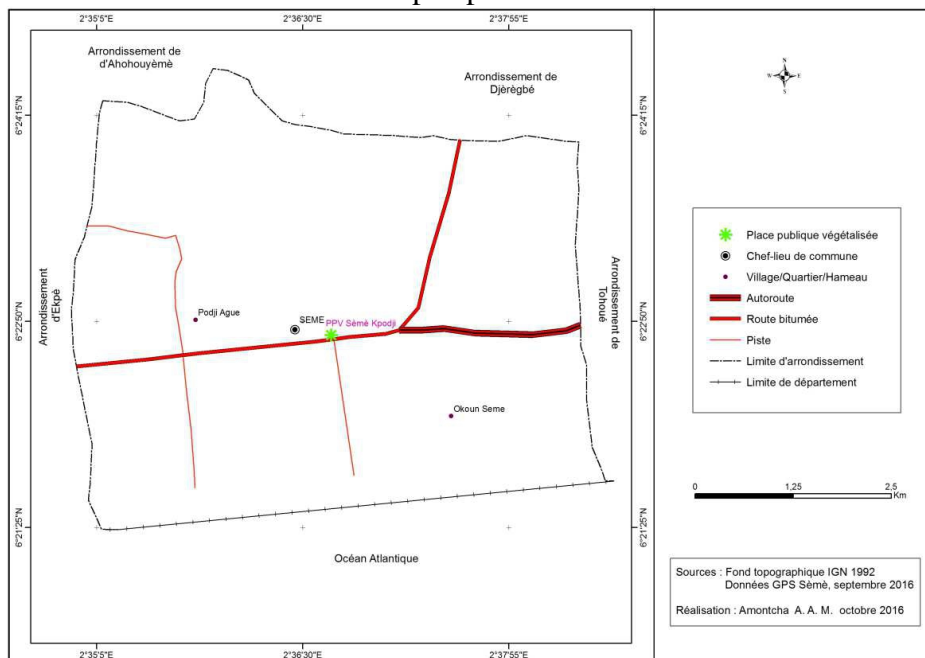 2°35'5"E
2°36'30"E
2°37'55"E
Arrondissement de
d'Ahohouyèmè
Arrondissement de
Djèrègbé
6°24'15"N
6°24'15"N
Arrondissement
d'Ekpè
Arrondissement de
Tohouè
6°22'50"N
6°22'50"N
Podji Ague
SEME
PPV Sèmè Kpodji
Okoun Seme
6°21'25"N
6°21'25"N
Océan Atlantique
2°35'5"E
2°36'30"E
2°37'55"E
N
W
E
S
Place publique végétalisée
Chef-lieu de commune
Village/Quartier/Hameau
Autoroute
Route bitumée
Piste
Limite d'arrondissement
Limite de département
0
1,25
2,5
Km
Sources : Fond topographique IGN 1992
Données GPS Sèmè, septembre 2016
Réalisation : Amontcha A. A. M. octobre 2016